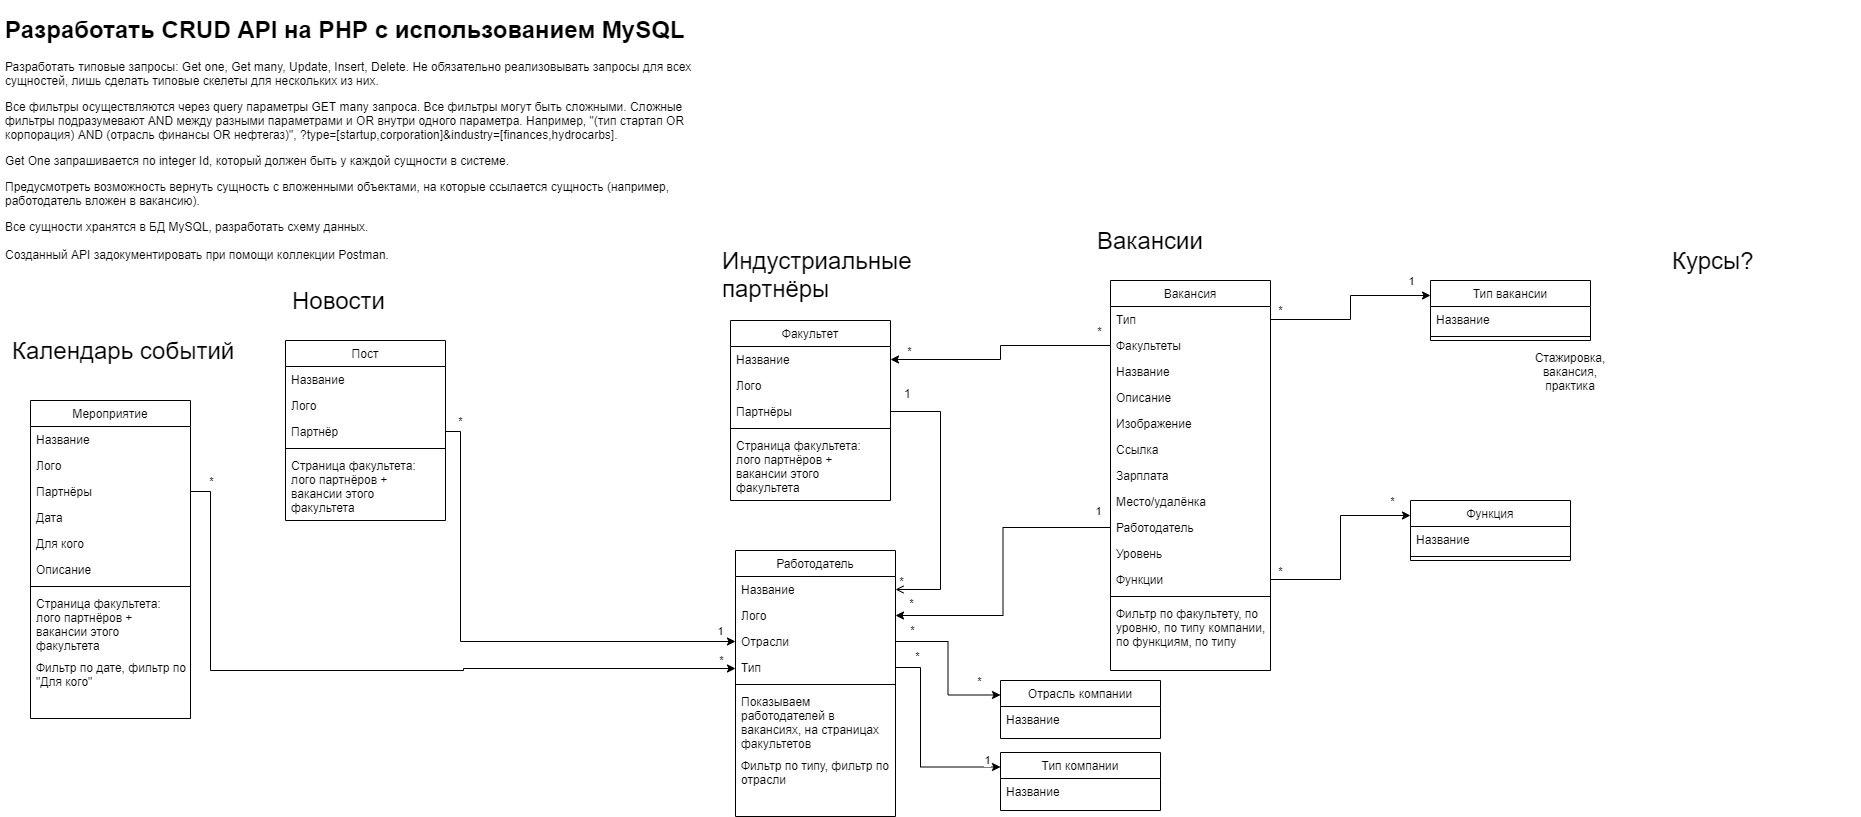 Разработать CRUD API на PHP с использованием MySQL
Разработать типовые запросы: Get one, Get many, Update, Insert, Delete. Не обязательно реализовывать запросы для всех
сущностей, лишь сделать типовые скелеты для нескольких из них.
Все фильтры осуществляются через query параметры GET many запроса. Все фильтры могут быть сложными. Сложные
фильтры подразумевают AND между разными параметрами и OR внутри одного параметра. Например, "(тип стартап OR
корпорация) AND (отрасль финансы OR нефтегаз)", ?type=[startup,corporation]&industry=[finances,hydrocarbs].
Get One запрашивается по integer Id, который должен быть у каждой сущности в системе.
Предусмотреть возможность вернуть сущность с вложенными объектами, на которые ссылается сущность (например,
работодатель вложен в вакансию).
Все сущности хранятся в БД MySQL, разработать схему данных.
Созданный API задокументировать при помощи коллекции Postman.
Календарь событий
Мероприятие
Название
Лого
Партнёры
Дата
Для кого
Описание
Страница факультета:
лого партнёров +
вакансии этого
факультета
Фильтр по дате, фильтр по
"Для кого"
*
*
Новости
Пост
Название
Лого
Партнёр
Страница факультета:
лого партнёров +
вакансии этого
факультета
*
1
Индустриальные
партнёры
Факультет
Название
Лого
Партнёры
Страница факультета:
лого партнёров +
вакансии этого
факультета
*
*
1
*
Работодатель
Название
Лого
Отрасли
Тип
Показываем
работодателей в
вакансиях, на страницах
факультетов
Фильтр по типу, фильтр по
отрасли
*
1
*
*
*
1
Отрасль компании
Название
Тип компании
Название
Вакансии
Вакансия
Тип
Факультеты
Название
Описание
Изображение
Ссылка
Зарплата
Место/удалёнка
Работодатель
Уровень
Функции
Фильтр по факультету, по
уровню, по типу компании,
по функциям, по типу
*
1
*
*
Тип вакансии
Название
Стажировка,
вакансия,
практика
Функция
Название
Курсы?